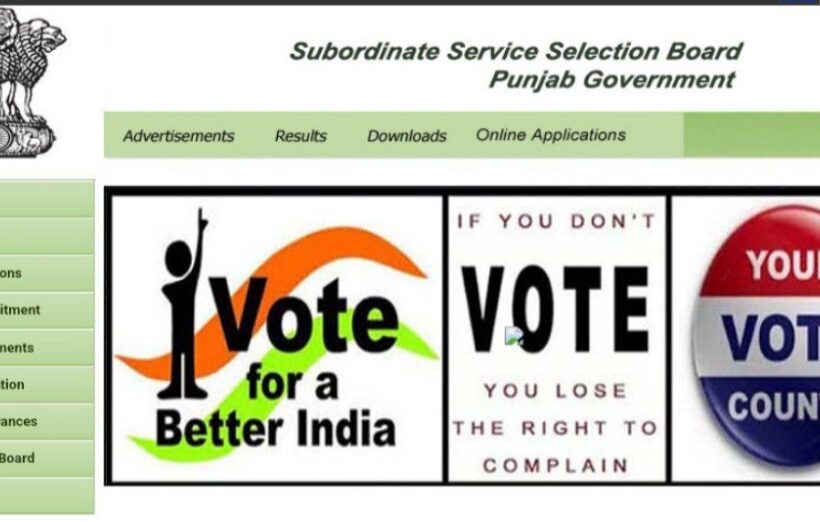 Subordinate Service Selection Board
Punjab Government
Advertisements Results Downloads Online Applications
ons
itment
ments
tion
ances
Board
Vote
for a
Better India
IF YOU DON'T
VOTE
YOU LOSE
THE RIGHT TO
COMPLAIN
YOU
VOT
COUN